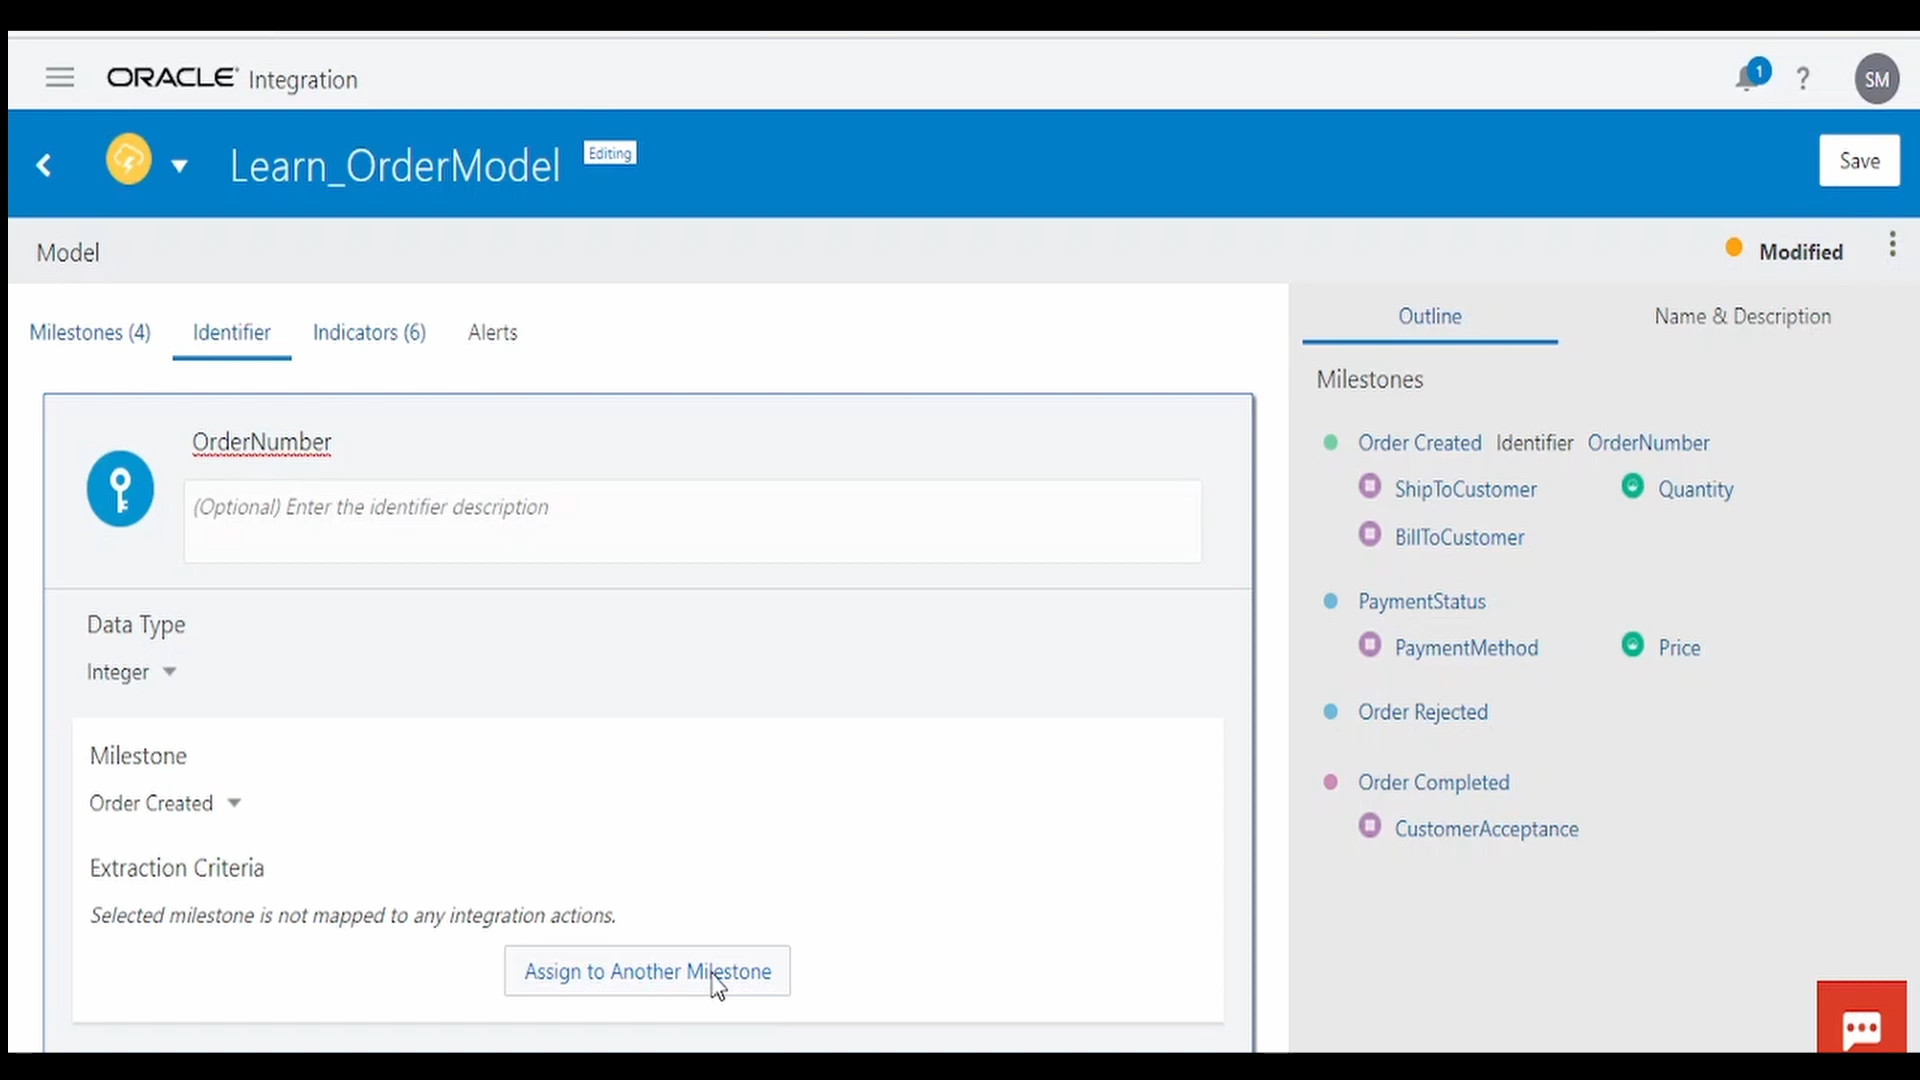 ORACLE Integration
1
?
SM
Learn_OrderModel
Editing
Save
Model
Modified
Milestones (4)
Identifier
Indicators (6)
Alerts
OrderNumber
(Optional) Enter the identifier description
Data Type
Integer
Milestone
Order Created
Extraction Criteria
Selected milestone is not mapped to any integration actions.
Assign to Another Milestone
Outline
Name & Description
Milestones
Order Created Identifier OrderNumber
ShipToCustomer Quantity
BillToCustomer
PaymentStatus
PaymentMethod Price
Order Rejected
Order Completed
CustomerAcceptance